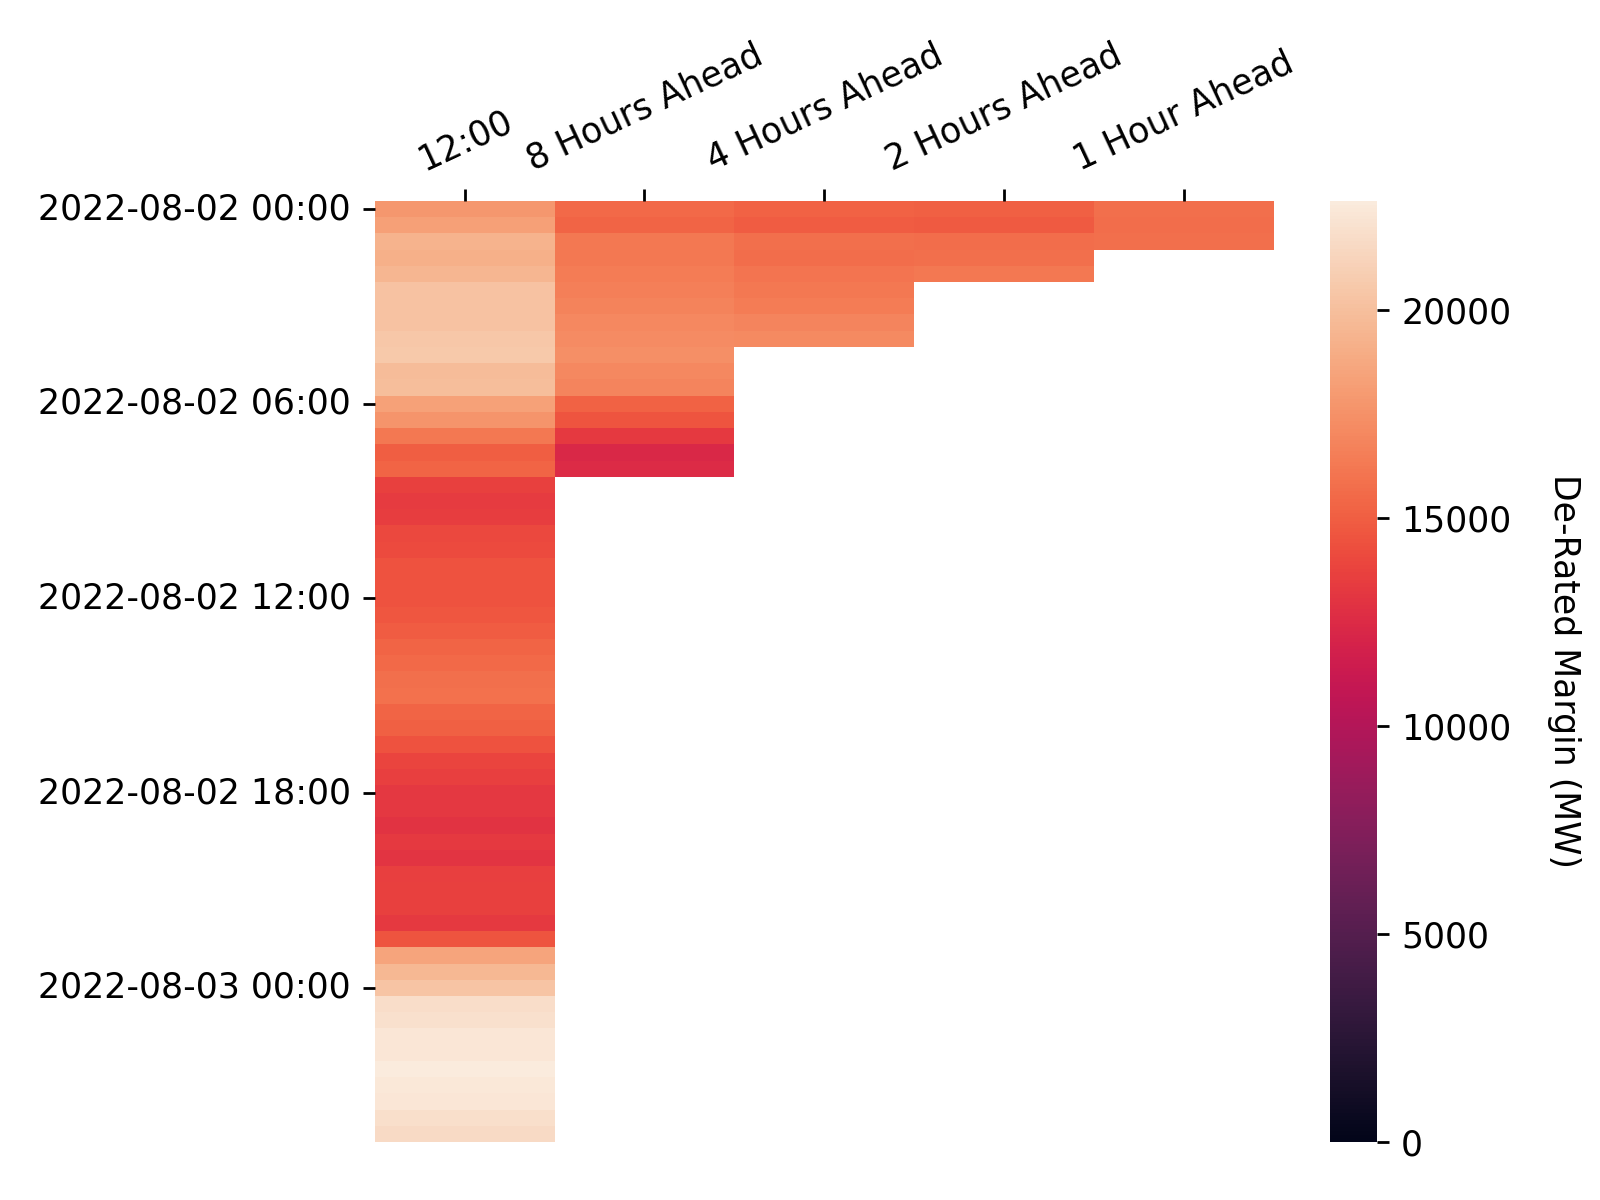 12:00
8 Hours Ahead
4 Hours Ahead
2 Hours Ahead
1 Hour Ahead
2022-08-02 00:00
2022-08-02 06:00
2022-08-02 12:00
2022-08-02 18:00
2022-08-03 00:00
20000
15000
10000
5000
0
De-Rated Margin (MW)